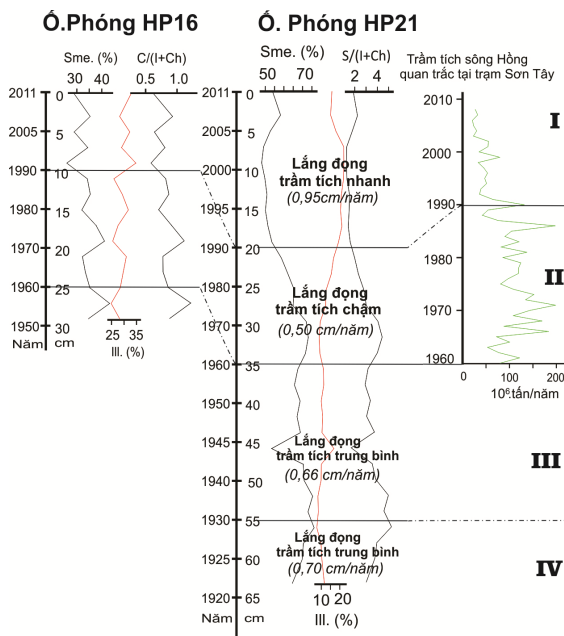 Ố.Phóng HP16
Sme. (%)
30 40
C/(I+Ch)
0.5 1.0
2011 0
2005 5
1990 10
1980 15
1970 20
1960 25
1950 30
Năm cm
25 35
Ill. (%)
Ố. Phóng HP21
Sme. (%)
50 70
S/(I+Ch)
2 4
2011 0
2005 5
2000 10
1995 15
1990 20
1980 25
1970 30
1960 35
1950 40
1945 45
1940 50
1930 55
1925 60
1920 65
Năm cm
10 20
Ill. (%)
Lắng đọng
trầm tích nhanh
(0,95cm/năm)
Lắng đọng
trầm tích chậm
(0,50 cm/năm)
Lắng đọng
trầm tích trung bình
(0,66 cm/năm)
Lắng đọng
trầm tích trung bình
(0,70 cm/năm)
Trầm tích sông Hồng
quan trắc tại trạm Sơn Tây
2010
2000
1990
1980
1970
1960
0 100 200
10⁶.tấn/năm
I
II
III
IV